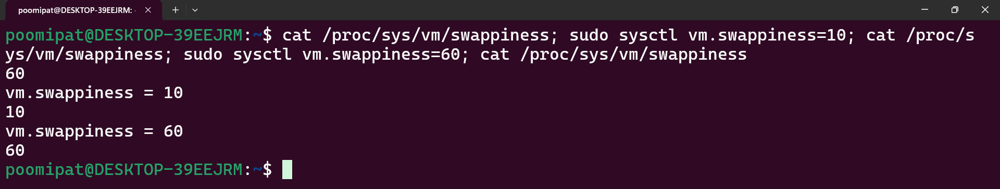 poomipat@DESKTOP-39EEJRM: ·
poomipat@DESKTOP-39EEJRM:~$ cat /proc/sys/vm/swappiness; sudo sysctl vm.swappiness=10; cat /proc/s
ys/vm/swappiness; sudo sysctl vm.swappiness=60; cat /proc/sys/vm/swappiness
60
vm.swappiness = 10
10
vm.swappiness = 60
60
poomipat@DESKTOP-39EEJRM:~$